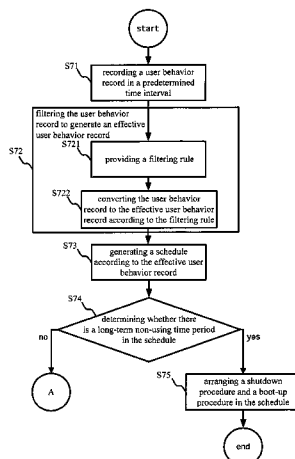 start
S71
recording a user behavior
record in a predetermined
time interval
filtering the user behavior
record to generate an effective
user behavior record
S72
S721
providing a filtering rule
S722
converting the user behavior
record to the effective user behavior
record according to the filtering rule
S73
generating a schedule
according to the effective user
behavior record
S74
determining whether there
is a long-term non-using time period
in the schedule
no
yes
A
S75
arranging a shutdown
procedure and a boot-up
procedure in the schedule
end